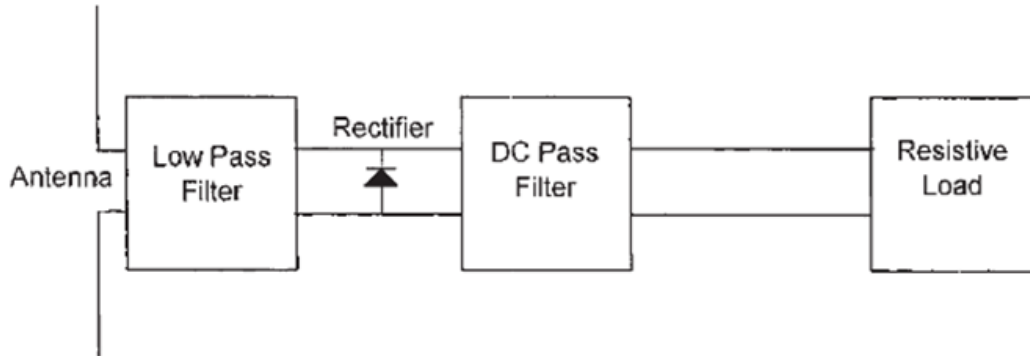 Rectifier
Antenna
Low Pass
Filter
DC Pass
Filter
Resistive
Load